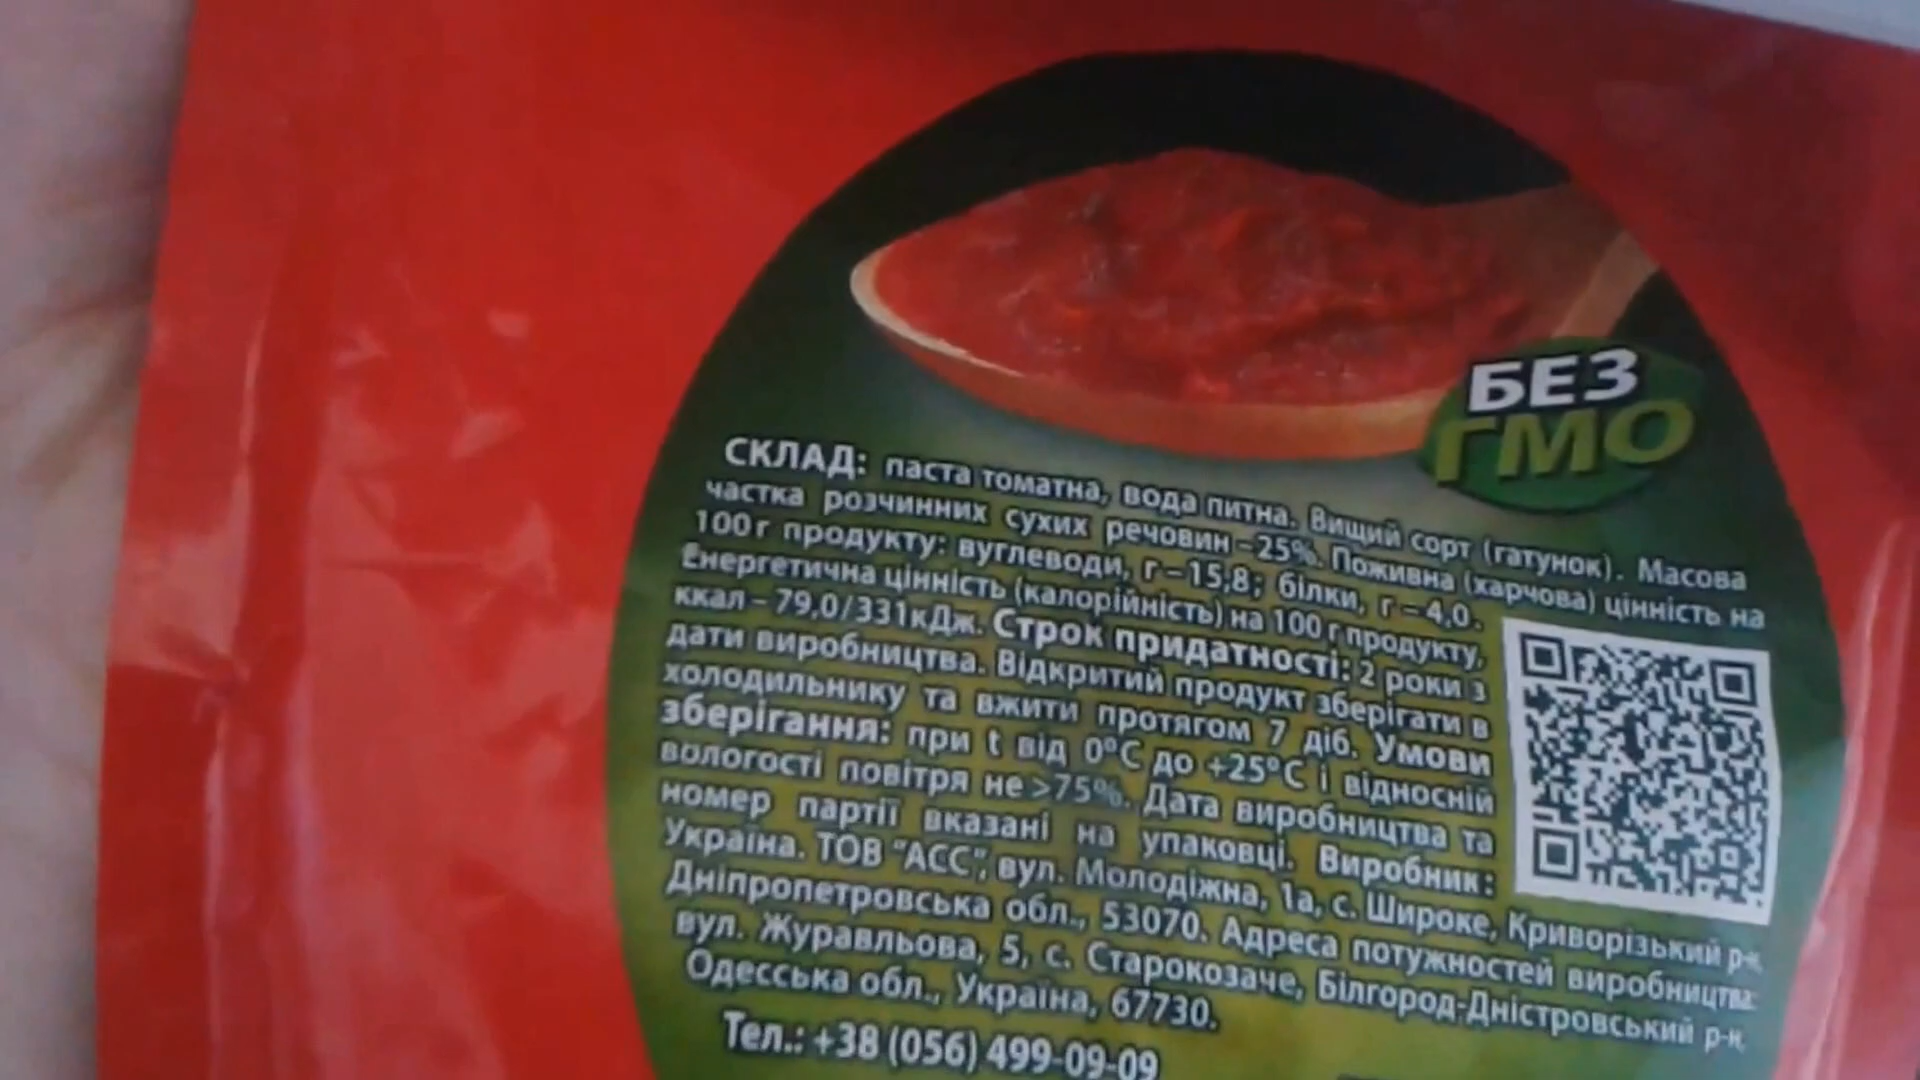 БЕЗ
ГМО
СКЛАД: паста томатна, вода питна. Вищий сорт (гатунок). Масова
частка розчинних сухих речовин – 25%. Поживна (харчова) цінність на
100 г продукту: вуглеводи, г – 15,8; білки, г – 4,0.
Енергетична цінність (калорійність) на 100 г продукту,
ккал – 79,0/331кДж. Строк придатності: 2 роки з
дати виробництва. Відкритий продукт зберігати в
холодильнику та вжити протягом 7 діб. Умови
зберігання: при t від 0°С до +25°С і відносній
вологості повітря не >75%. Дата виробництва та
номер партії вказані на упаковці. Виробник:
Україна. ТОВ "АСС", вул. Молодіжна, 1а, с. Широке, Криворізький р-н,
Дніпропетровська обл., 53070. Адреса потужностей виробництва:
вул. Журавльова, 5, с. Старокозаче, Білгород-Дністровський р-н,
Одесська обл., Україна, 67730.
Тел.: +38 (056) 499-09-09